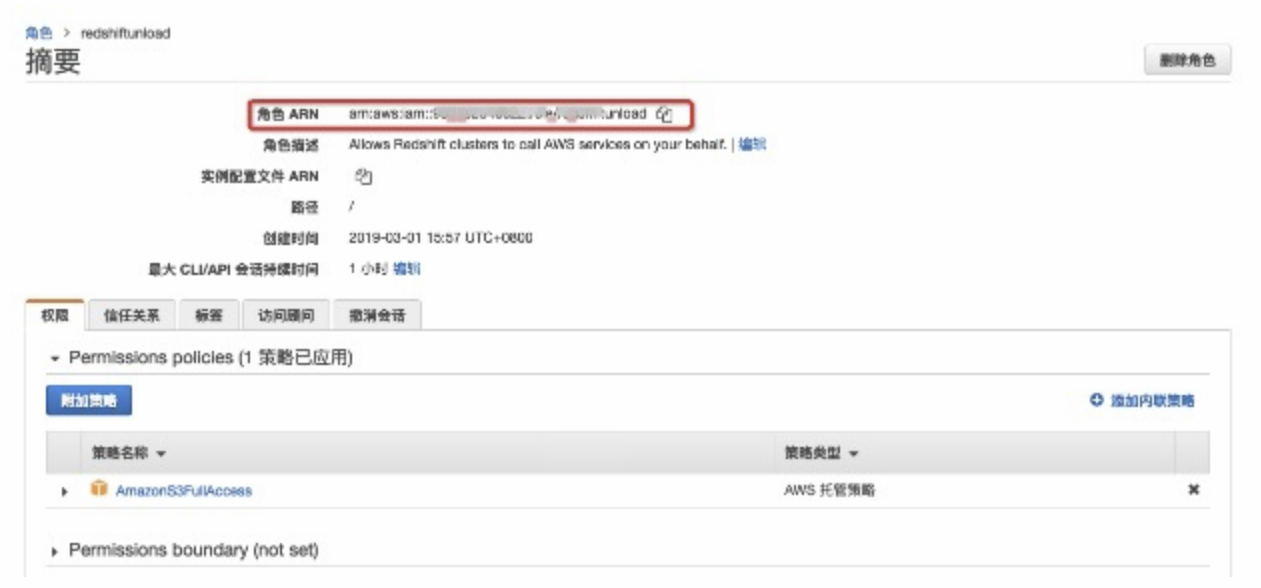 角色 > redshiftunload
摘要
删除角色
角色 ARN arn:aws:iam::
角色描述 Allows Redshift clusters to call AWS services on your behalf. | 编辑
实例配置文件 ARN
路径 /
创建时间 2019-03-01 15:57 UTC+0800
最大 CLI/API 会话持续时间 1 小时 编辑
权限 信任关系 标签 访问顾问 撤消会话
Permissions policies (1 策略已应用)
附加策略 添加内联策略
策略名称 策略类型
AmazonS3FullAccess AWS 托管策略
Permissions boundary (not set)